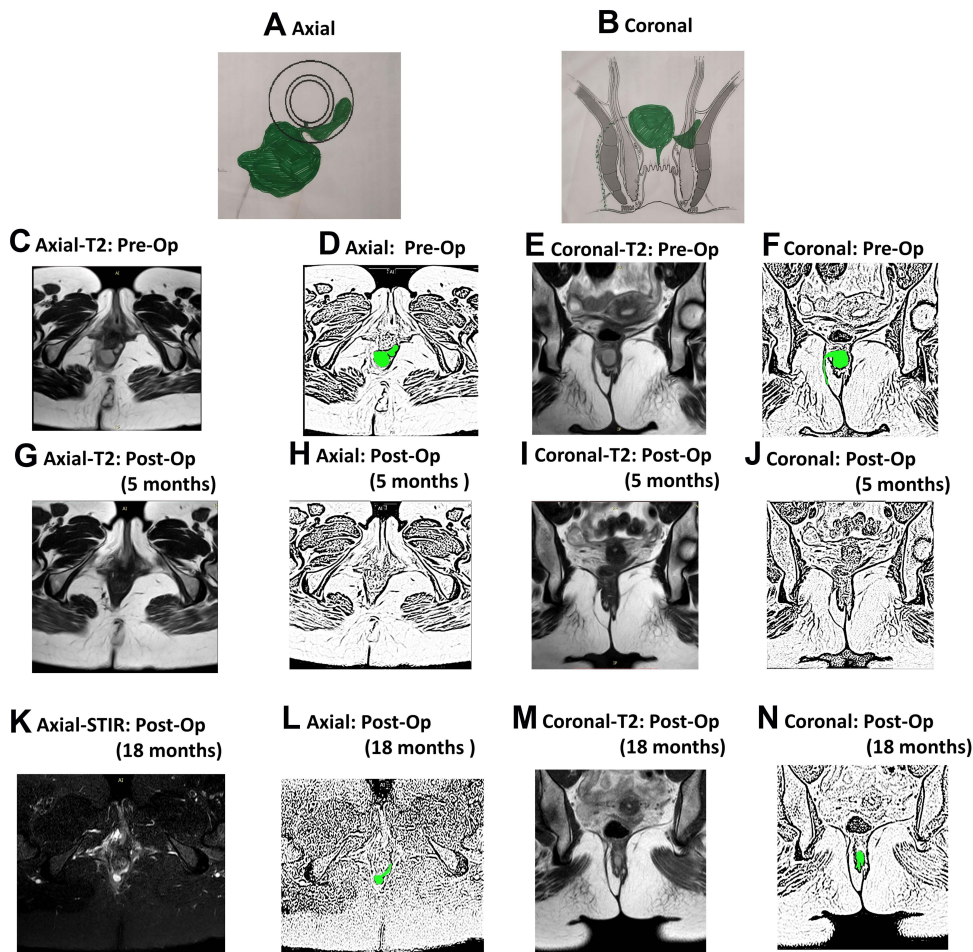 A Axial
B Coronal
C Axial-T2: Pre-Op
D Axial: Pre-Op
E Coronal-T2: Pre-Op
F Coronal: Pre-Op
G Axial-T2: Post-Op
(5 months)
H Axial: Post-Op
(5 months )
I Coronal-T2: Post-Op
(5 months)
J Coronal: Post-Op
(5 months)
K Axial-STIR: Post-Op
(18 months)
L Axial: Post-Op
(18 months )
M Coronal-T2: Post-Op
(18 months)
N Coronal: Post-Op
(18 months)